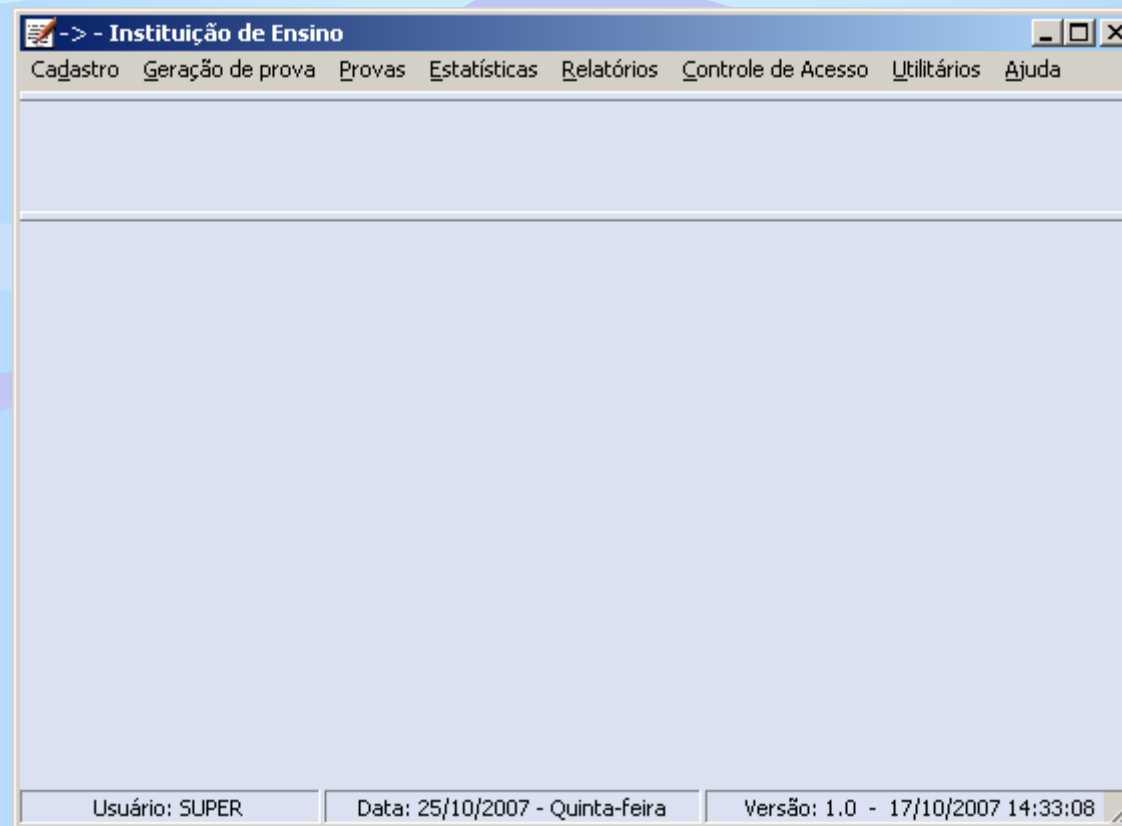 -> - Instituição de Ensino
Cadastro Geração de prova Provas Estatísticas Relatórios Controle de Acesso Utilitários Ajuda
Usuário: SUPER Data: 25/10/2007 - Quinta-feira Versão: 1.0 - 17/10/2007 14:33:08